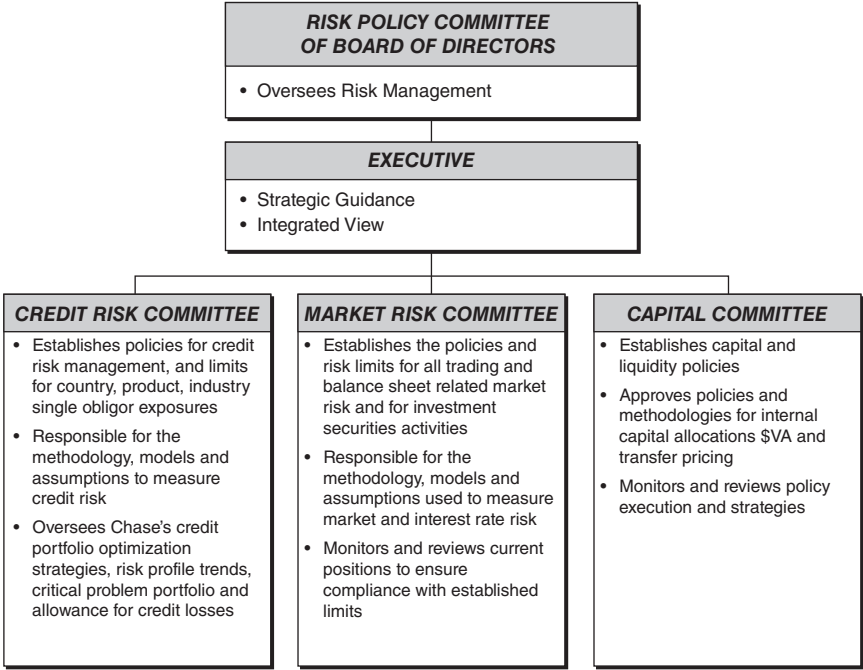 RISK POLICY COMMITTEE
OF BOARD OF DIRECTORS
• Oversees Risk Management
EXECUTIVE
• Strategic Guidance
• Integrated View
CREDIT RISK COMMITTEE
• Establishes policies for credit
risk management, and limits
for country, product, industry
single obligor exposures
• Responsible for the
methodology, models and
assumptions to measure
credit risk
• Oversees Chase's credit
portfolio optimization
strategies, risk profile trends,
critical problem portfolio and
allowance for credit losses
MARKET RISK COMMITTEE
• Establishes the policies and
risk limits for all trading and
balance sheet related market
risk and for investment
securities activities
• Responsible for the
methodology, models and
assumptions used to measure
market and interest rate risk
• Monitors and reviews current
positions to ensure
compliance with established
limits
CAPITAL COMMITTEE
• Establishes capital and
liquidity policies
• Approves policies and
methodologies for internal
capital allocations $VA and
transfer pricing
• Monitors and reviews policy
execution and strategies